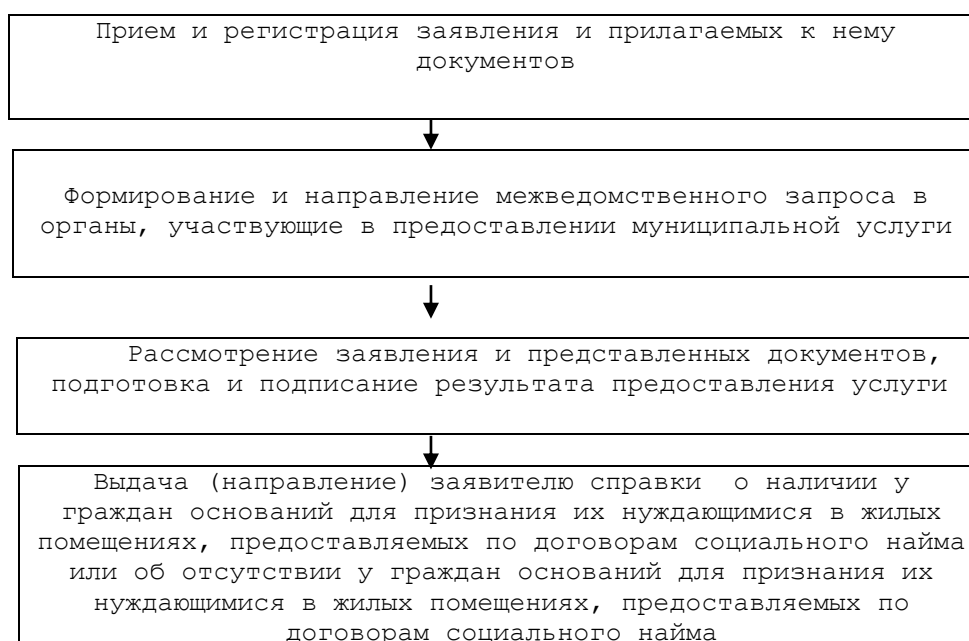 Прием и регистрация заявления и прилагаемых к нему
документов
Формирование и направление межведомственного запроса в
органы, участвующие в предоставлении муниципальной услуги
Рассмотрение заявления и представленных документов,
подготовка и подписание результата предоставления услуги
Выдача (направление) заявителю справки о наличии у
граждан оснований для признания их нуждающимися в жилых
помещениях, предоставляемых по договорам социального найма
или об отсутствии у граждан оснований для признания их
нуждающимися в жилых помещениях, предоставляемых по
договорам социального найма